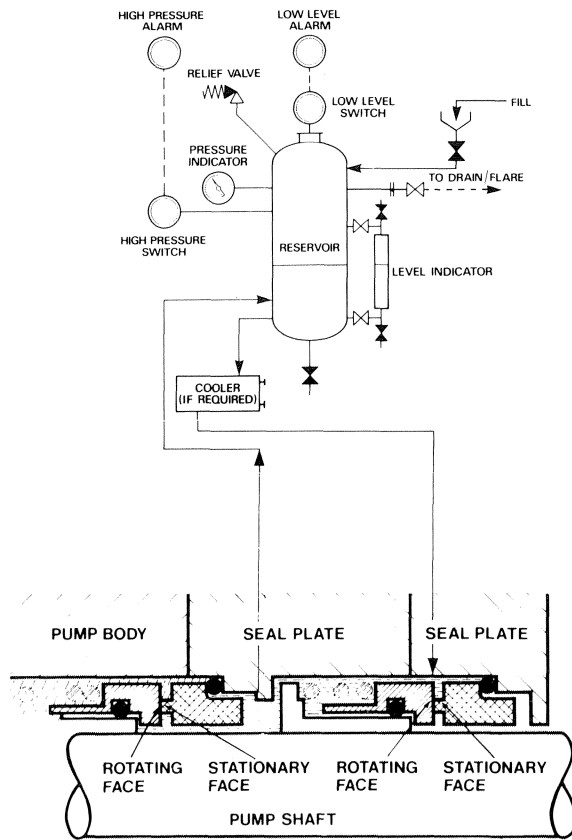 HIGH PRESSURE
ALARM
LOW LEVEL
ALARM
RELIEF VALVE
LOW LEVEL
SWITCH
FILL
PRESSURE
INDICATOR
TO DRAIN/FLARE
HIGH PRESSURE
SWITCH
RESERVOIR
LEVEL INDICATOR
COOLER
(IF REQUIRED)
PUMP BODY
SEAL PLATE
SEAL PLATE
ROTATING
FACE
STATIONARY
FACE
ROTATING
FACE
STATIONARY
FACE
PUMP SHAFT